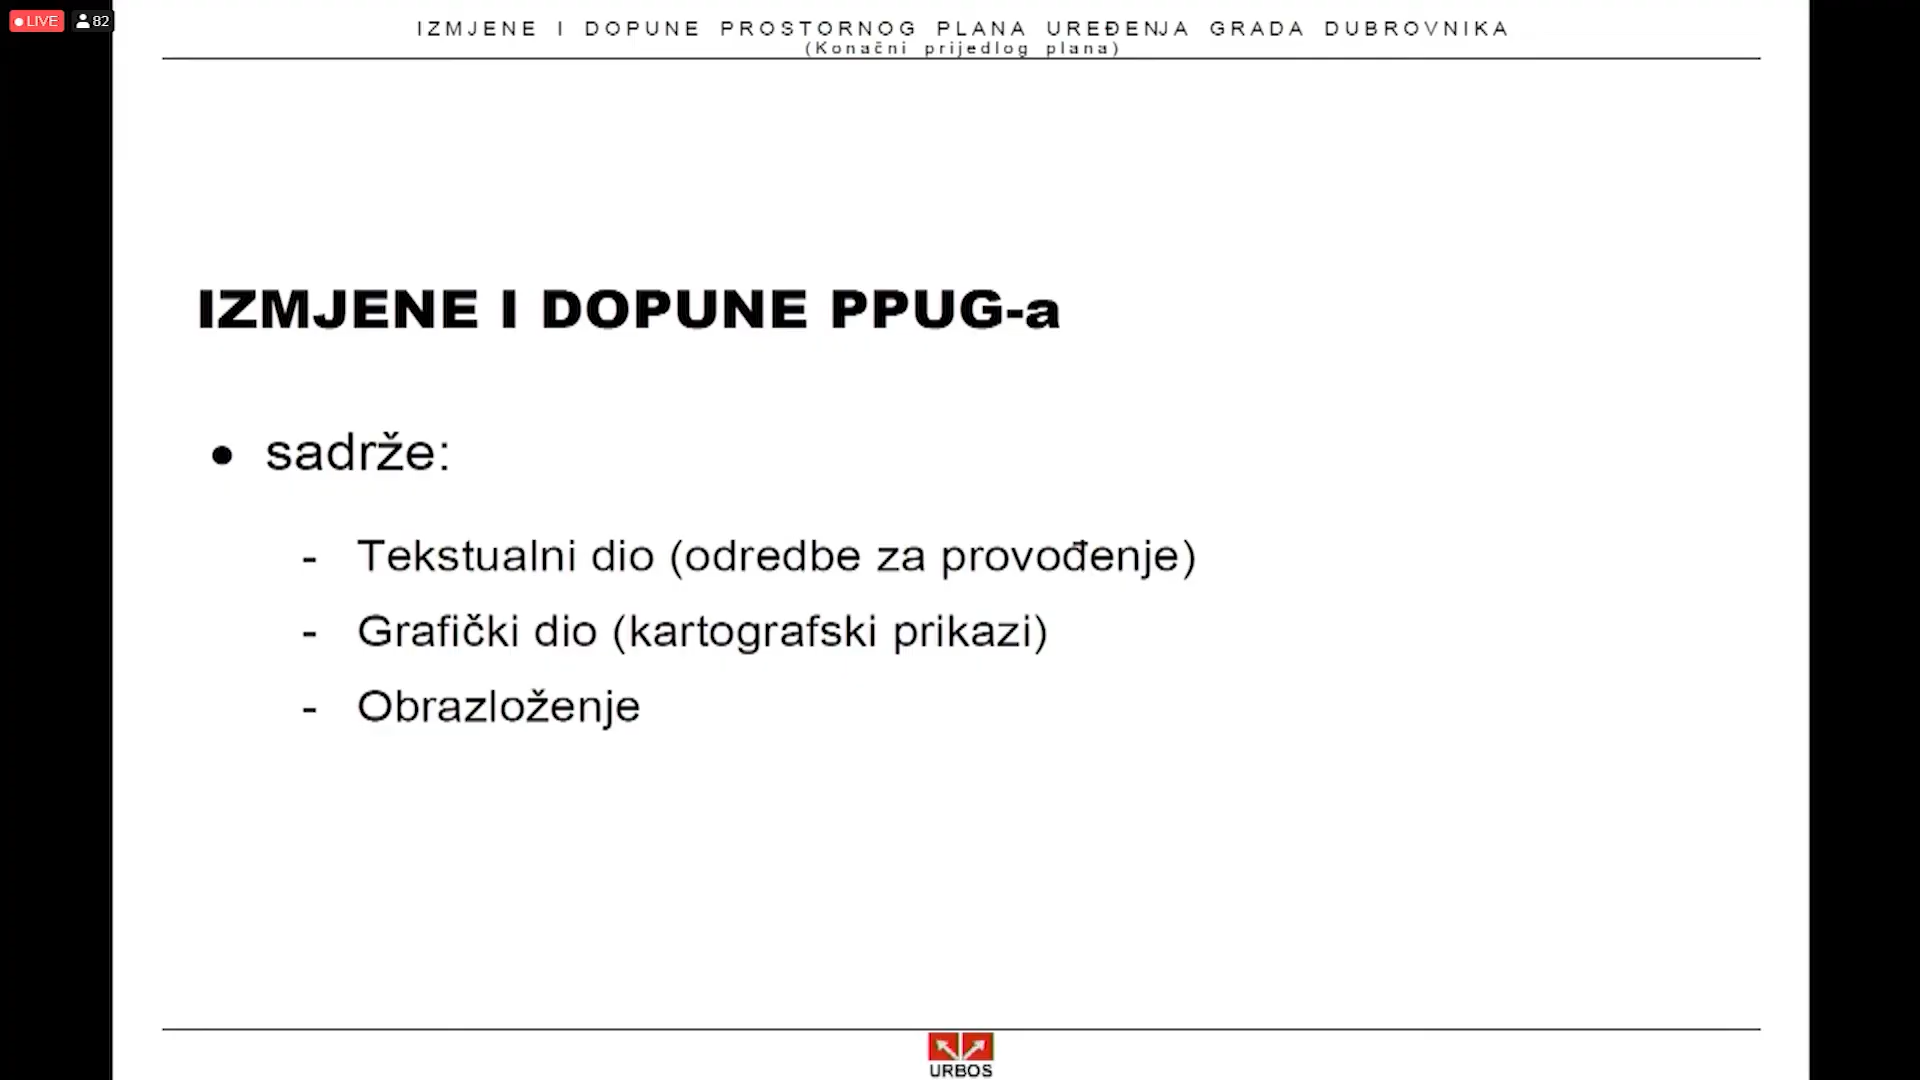 LIVE 82
IZMJENE I DOPUNE PROSTORNOG PLANA UREĐENJA GRADA DUBROVNIKA
(Konačni prijedlog plana)
IZMJENE I DOPUNE PPUG-a
• sadrže:
- Tekstualni dio (odredbe za provođenje)
- Grafički dio (kartografski prikazi)
- Obrazloženje
URBOS